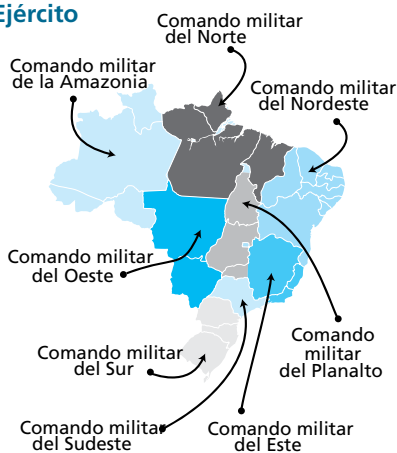 Ejército
Comando militar
del Norte
Comando militar
de la Amazonia
Comando militar
del Nordeste
Comando militar
del Oeste
Comando
militar
del Planalto
Comando militar
del Sur
Comando militar
del Sudeste
Comando militar
del Este